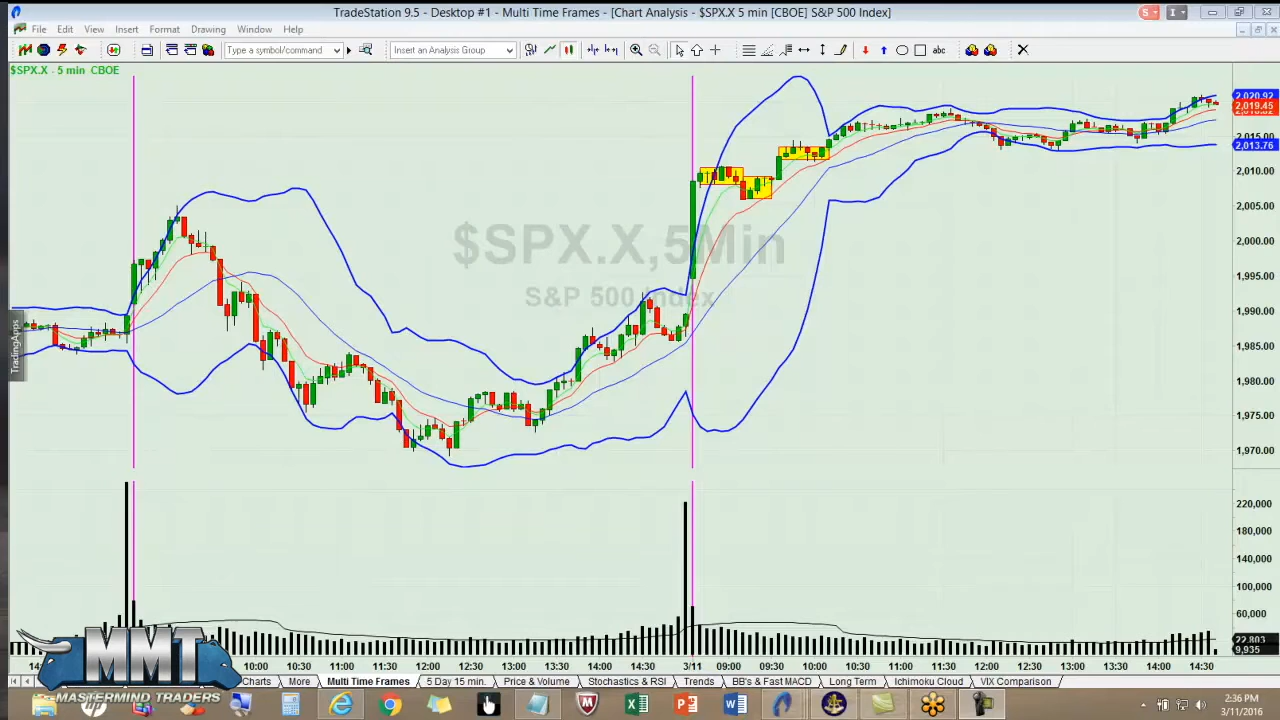 TradeStation 9.5 - Desktop #1 - Multi Time Frames - [Chart Analysis - $SPX.X 5 min [CBOE] S&P 500 Index]
File Edit View Insert Format Drawing Window Help
Type a symbol/command Insert an Analysis Group abc
$SPX.X - 5 min CBOE
2,020.92
2,019.45
2,015.00
2,013.76
2,010.00
2,005.00
2,000.00
1,995.00
1,990.00
1,985.00
1,980.00
1,975.00
1,970.00
$SPX.X,5Min
S&P 500 Index
TradingApps
220,000
180,000
140,000
100,000
60,000
22,803
9,935
10:00 10:30 11:00 11:30 12:00 12:30 13:00 13:30 14:00 14:30 3/11 09:00 09:30 10:00 10:30 11:00 11:30 12:00 12:30 13:00 13:30 14:00 14:30
Charts More Multi Time Frames 5 Day 15 min. Price & Volume Stochastics & RSI Trends BB's & Fast MACD Long Term Ichimoku Cloud VIX Comparison
MMT
MASTERMIND TRADERS
2:36 PM
3/11/2016